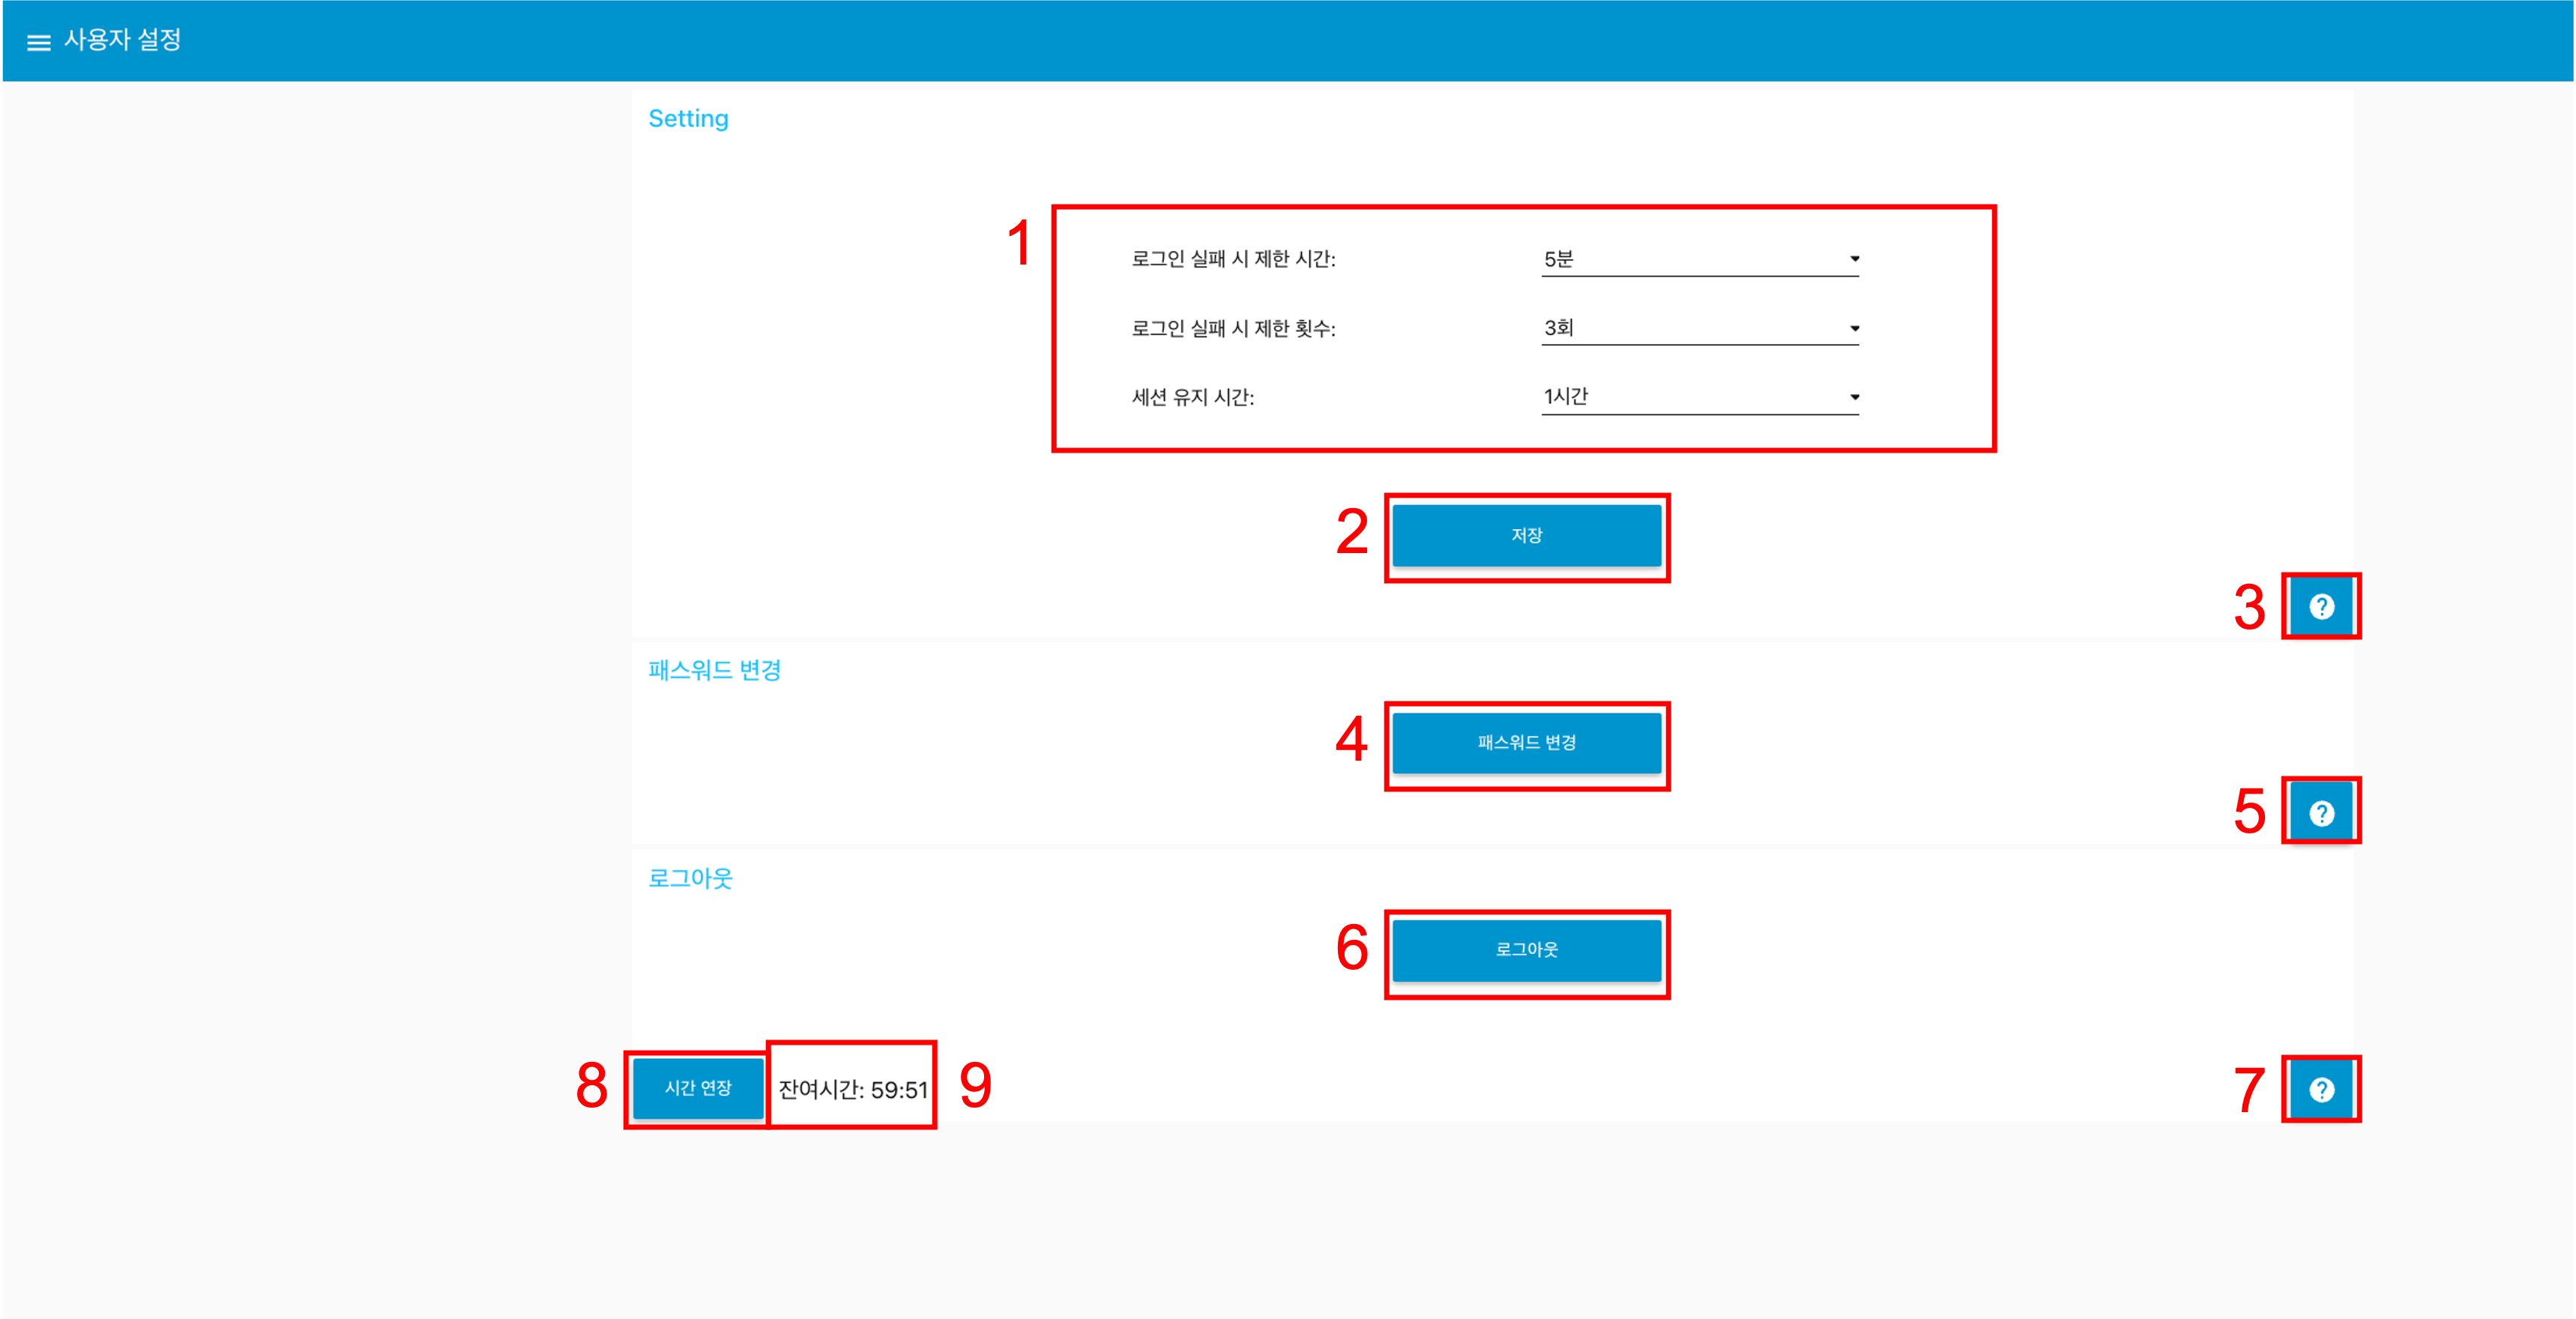 사용자 설정
Setting
1
로그인 실패 시 제한 시간: 5분
로그인 실패 시 제한 횟수: 3회
세션 유지 시간: 1시간
2 저장
3 ?
패스워드 변경
4 패스워드 변경
5 ?
로그아웃
6 로그아웃
8 시간 연장 잔여시간: 59:51 9
7 ?